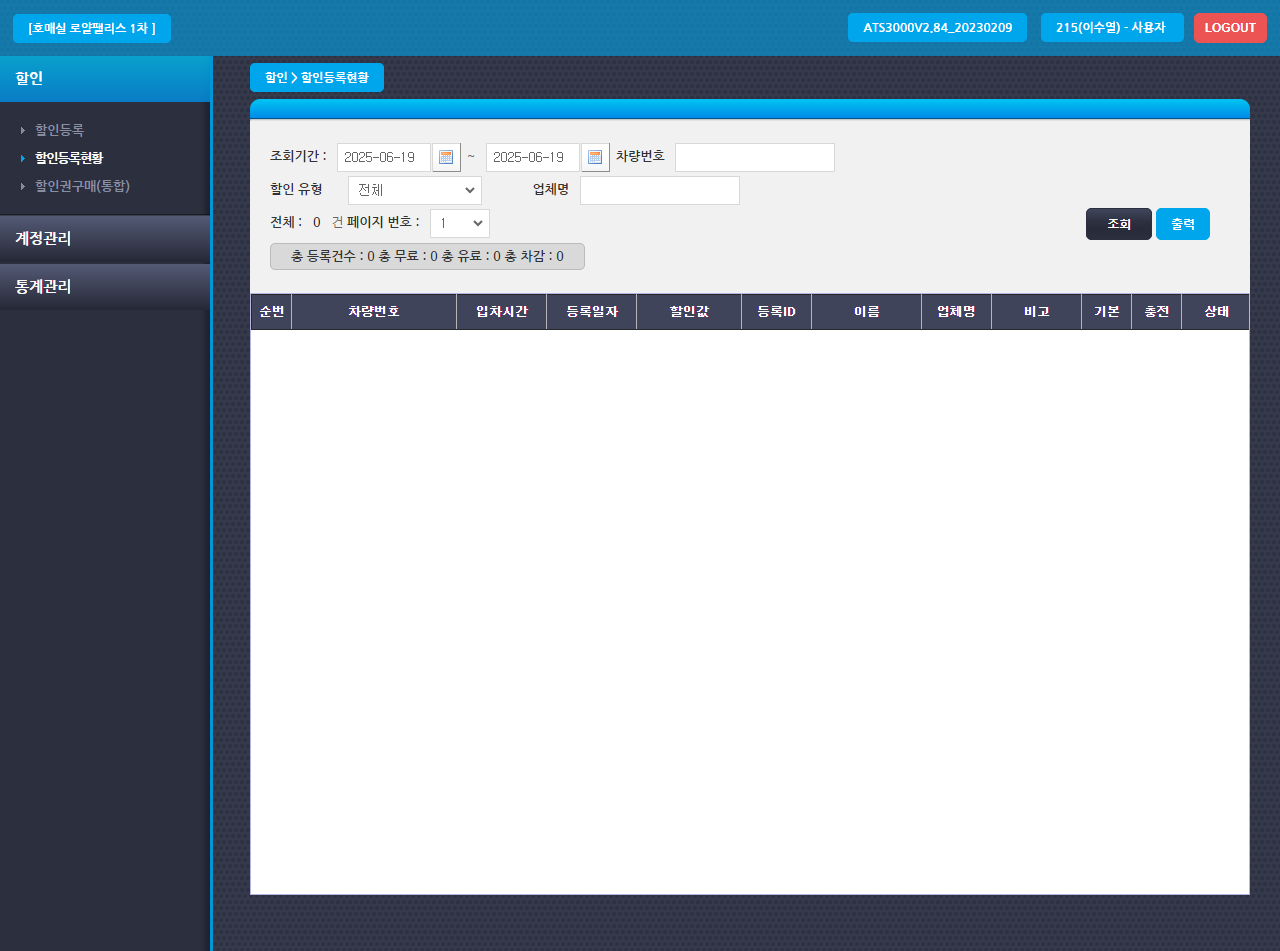 [호매실 로얄팰리스 1차 ]
ATS3000V2.84_20230209
215(이수열) - 사용자
LOGOUT
할인
할인등록
할인등록현황
할인권구매(통합)
계정관리
통계관리
할인 > 할인등록현황
조회기간 : 2025-06-19 ~ 2025-06-19 차량번호
할인 유형 전체 업체명
전체 : 0 건 페이지 번호 : 1
조회 출력
총 등록건수 : 0 총 무료 : 0 총 유료 : 0 총 차감 : 0
순번 차량번호 입차시간 등록일자 할인값 등록ID 이름 업체명 비고 기본 충전 상태